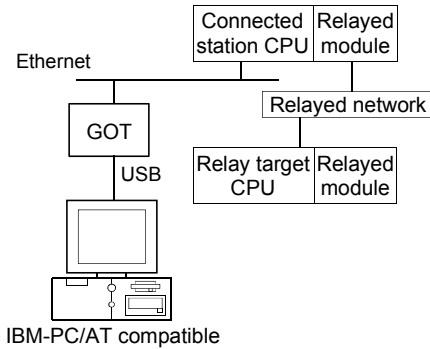 Connected
station CPU
Relayed
module
Ethernet
Relayed network
GOT
Relay target
CPU
Relayed
module
USB
IBM-PC/AT compatible